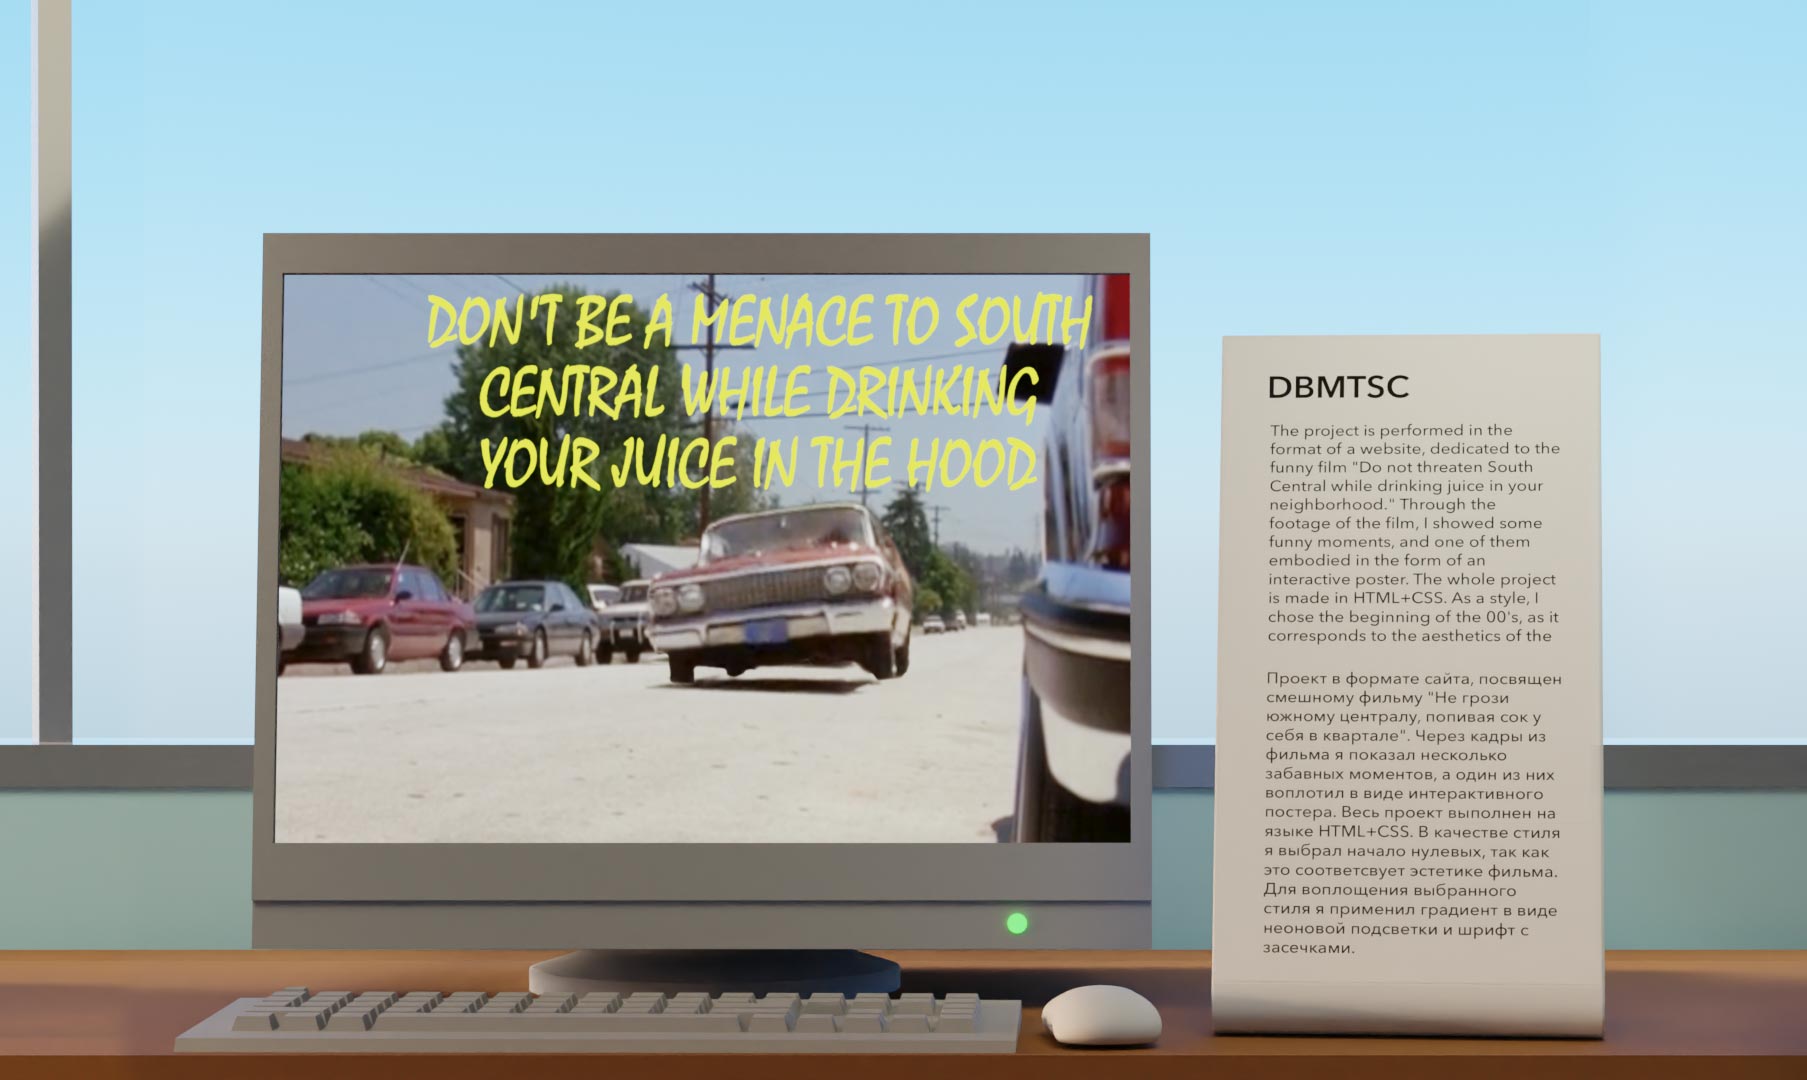 DON'T BE A MENACE TO SOUTH
CENTRAL WHILE DRINKING
YOUR JUICE IN THE HOOD
DBMTSC
The project is performed in the
format of a website, dedicated to the
funny film "Do not threaten South
Central while drinking juice in your
neighborhood." Through the
footage of the film, I showed some
funny moments, and one of them
embodied in the form of an
interactive poster. The whole project
is made in HTML+CSS. As a style, I
chose the beginning of the 00's, as it
corresponds to the aesthetics of the
Проект в формате сайта, посвящен
смешному фильму "Не грози
южному централу, попивая сок у
себя в квартале". Через кадры из
фильма я показал несколько
забавных моментов, а один из них
воплотил в виде интерактивного
постера. Весь проект выполнен на
языке HTML+CSS. В качестве стиля
я выбрал начало нулевых, так как
это соответсвует эстетике фильма.
Для воплощения выбранного
стиля я применил градиент в виде
неоновой подсветки и шрифт с
засечками.